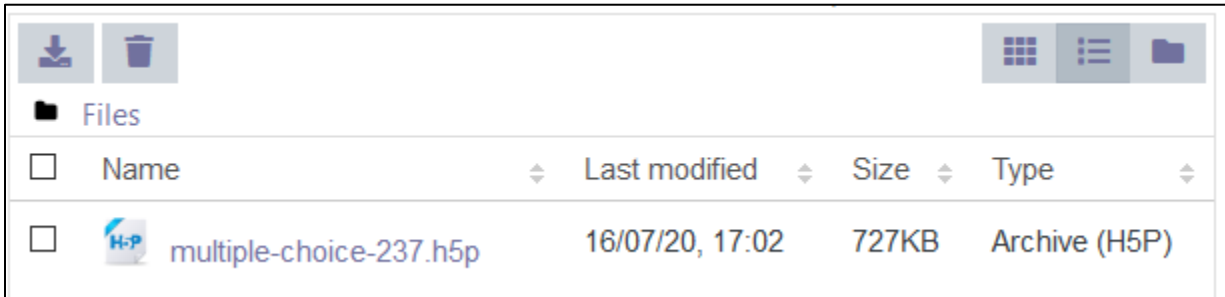 Files
Name Last modified Size Type
H-P multiple-choice-237.h5p 16/07/20, 17:02 727KB Archive (H5P)